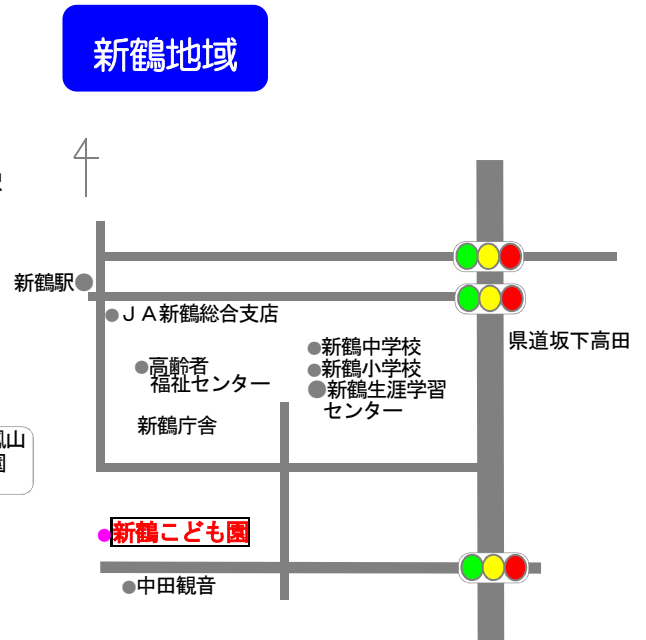 新鶴地域
新鶴駅
ＪＡ新鶴総合支店
県道坂下高田
新鶴中学校
高齢者
福祉センター
新鶴小学校
新鶴生涯学習
センター
新鶴庁舎
山
新鶴こども園
中田観音